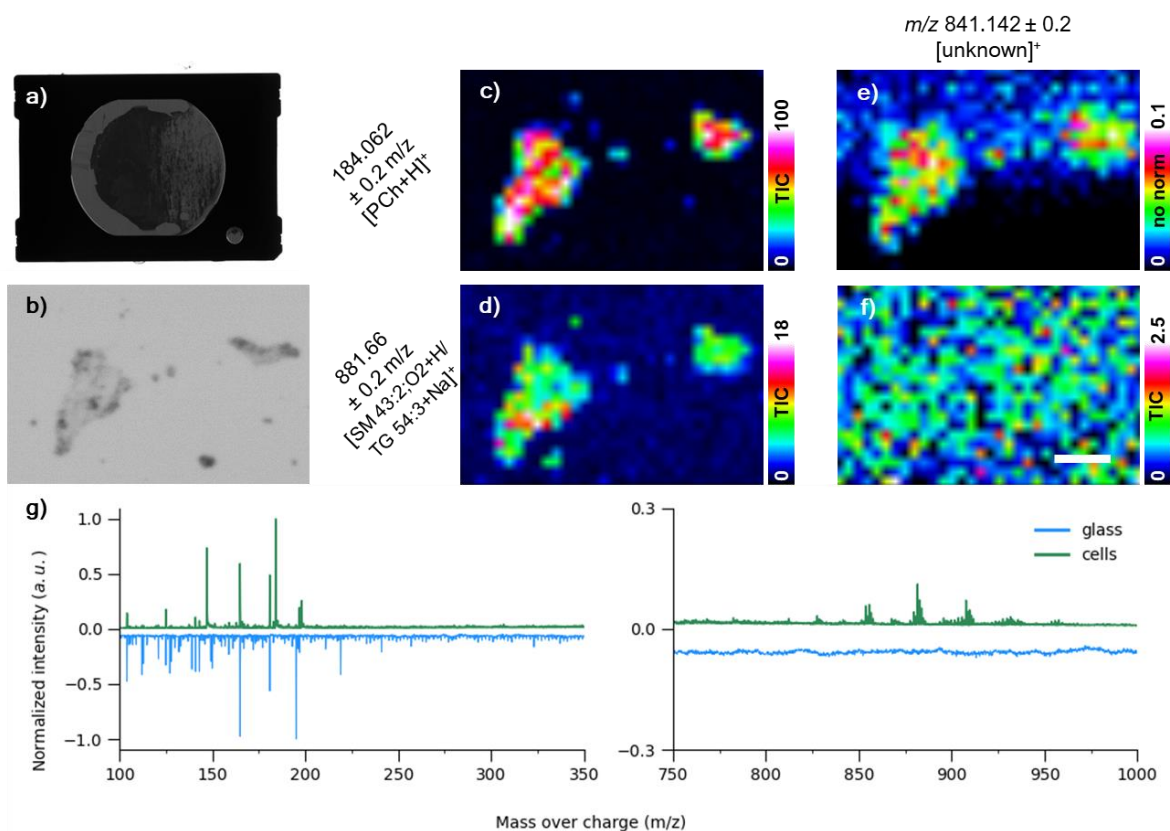 m/z 841.142 ± 0.2
[unknown]⁺
a)
184.062
± 0.2 m/z
[PCh+H]⁺
c)
100
TIC
0
e)
0.1
no norm
0
b)
881.66
± 0.2 m/z
[SM 43:2;O2+H/
TG 54:3+Na]⁺
d)
18
TIC
0
f)
2.5
TIC
0
g)
Normalized intensity (a.u.)
1.0
0.5
0.0
−0.5
−1.0
100
150
200
250
300
350
0.3
0.0
−0.3
glass
cells
750
800
850
900
950
1000
Mass over charge (m/z)